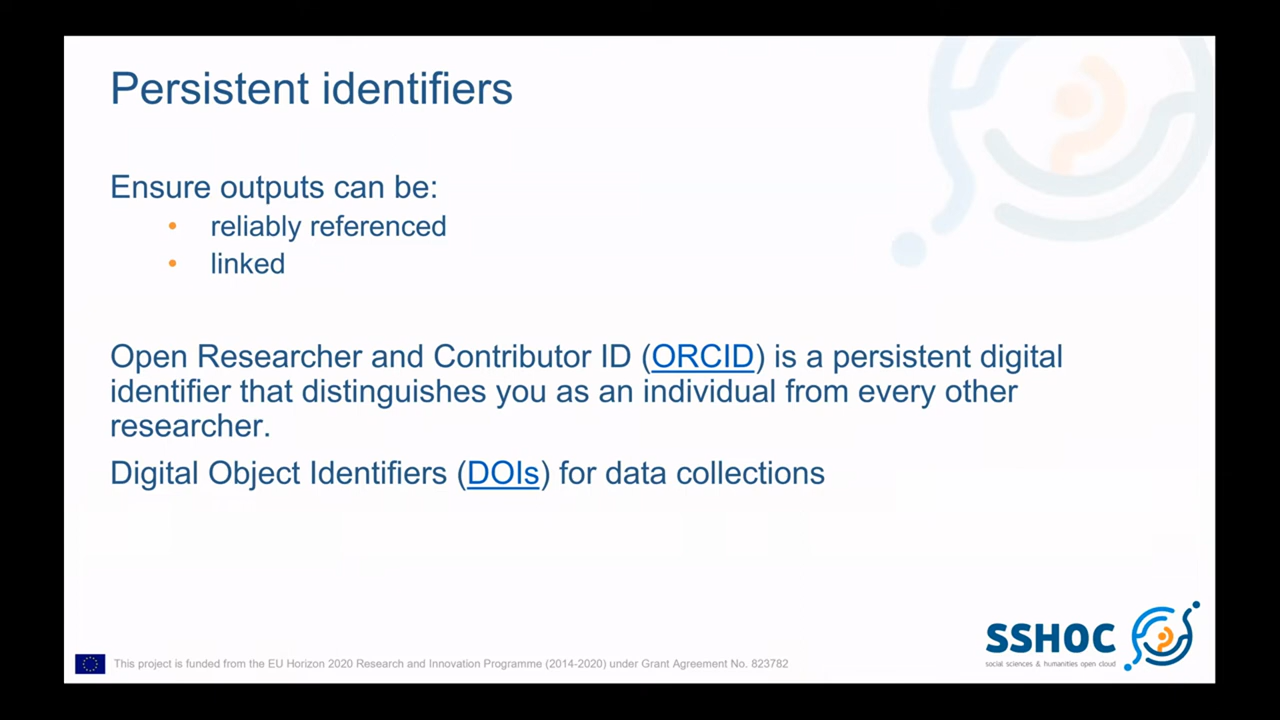 Persistent identifiers
Ensure outputs can be:
• reliably referenced
• linked
Open Researcher and Contributor ID (ORCID) is a persistent digital
identifier that distinguishes you as an individual from every other
researcher.
Digital Object Identifiers (DOIs) for data collections
SSHOC
social sciences & humanities open cloud
This project is funded from the EU Horizon 2020 Research and Innovation Programme (2014-2020) under Grant Agreement No. 823782